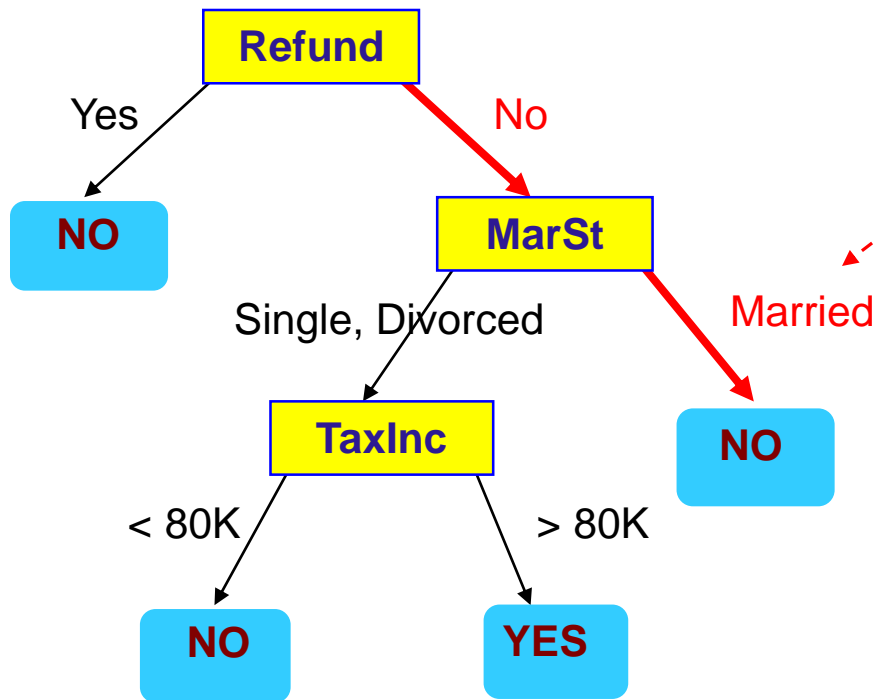 Refund
Yes
No
NO
MarSt
Single, Divorced
Married
TaxInc
NO
< 80K
> 80K
NO
YES